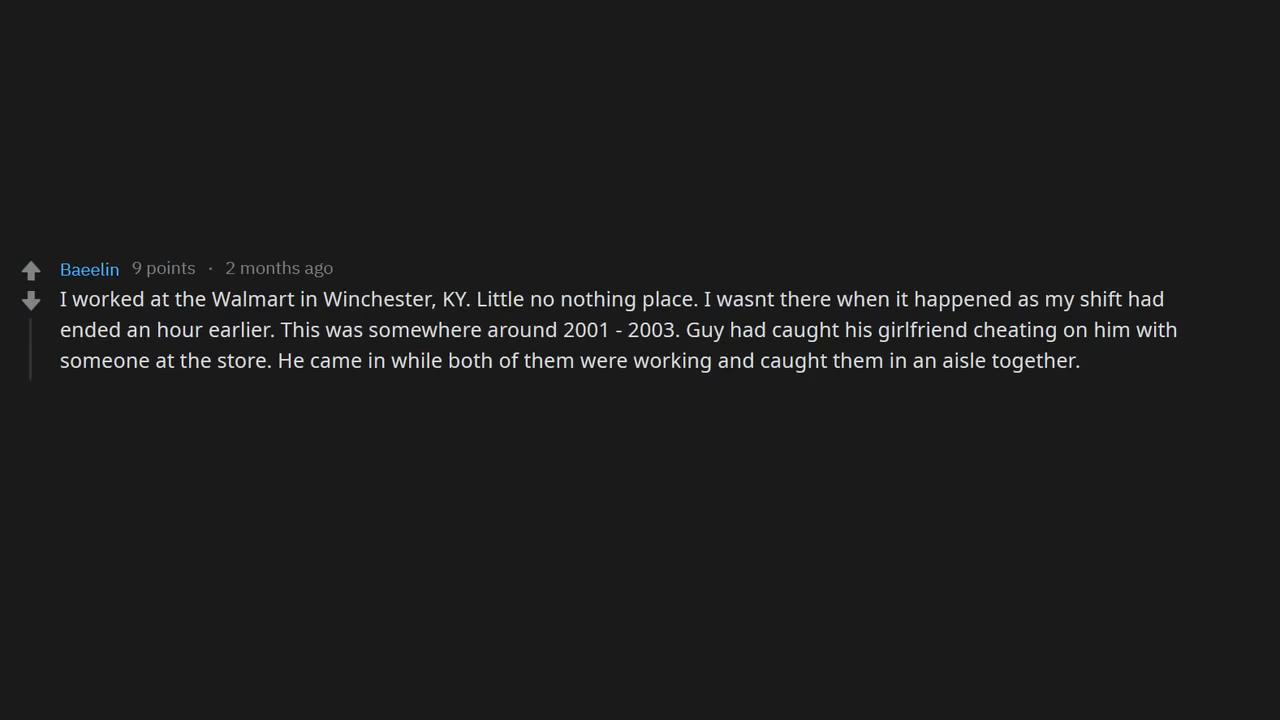 Baeelin 9 points · 2 months ago
I worked at the Walmart in Winchester, KY. Little no nothing place. I wasnt there when it happened as my shift had
ended an hour earlier. This was somewhere around 2001 - 2003. Guy had caught his girlfriend cheating on him with
someone at the store. He came in while both of them were working and caught them in an aisle together.